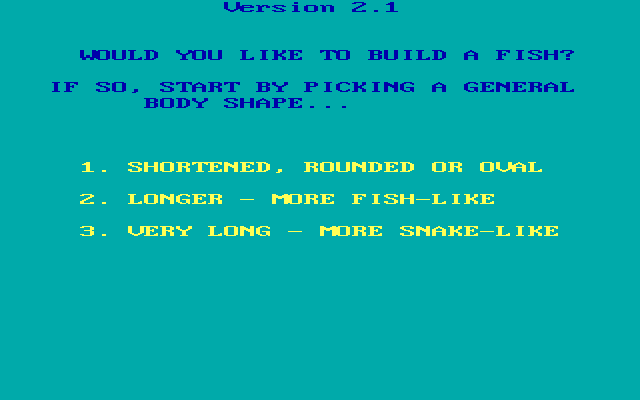 Version 2.1
WOULD YOU LIKE TO BUILD A FISH?
IF SO, START BY PICKING A GENERAL
BODY SHAPE...
1. SHORTENED, ROUNDED OR OVAL
2. LONGER - MORE FISH-LIKE
3. VERY LONG - MORE SNAKE-LIKE